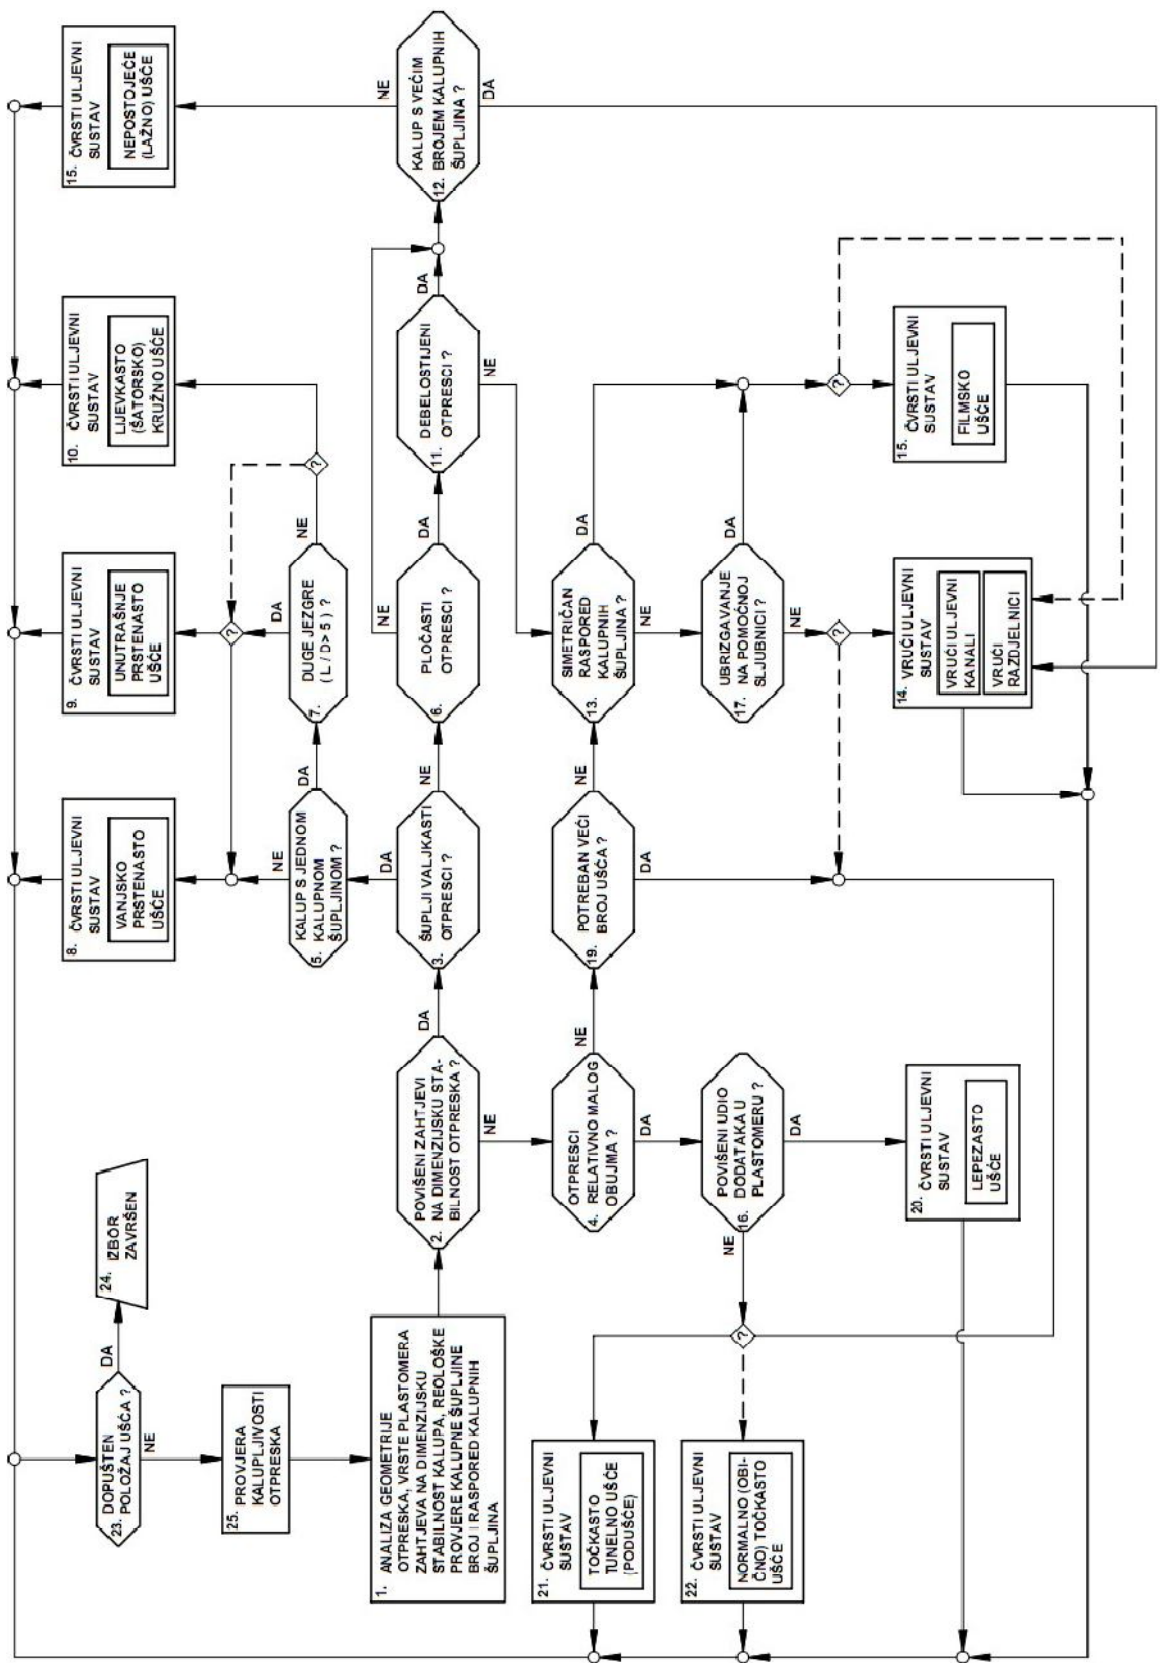 23. DOPUŠTEN
POLOŽAJ UŠĆA ?
DA
NE
24. IZBOR
ZAVRŠEN
25. PROVJERA
KALUPLJIVOSTI
OTPRESKA
1. ANALIZA GEOMETRIJE
OTPRESKA, VRSTE PLASTOMERA
ZAHTJEVA NA DIMENZIJSKU
STABILNOST KALUPA, REOLOŠKE
PROVJERE KALUPNE ŠUPLJINE
BROJ I RASPORED KALUPNIH
ŠUPLJINA
2. POVIŠENI ZAHTJEVI
NA DIMENZIJSKU STA-
BILNOST OTPRESKA ?
DA
NE
3. ŠUPLJI VALJKASTI
OTPRESCI ?
DA
NE
4. OTPRESCI
RELATIVNO MALOG
OBUJMA ?
NE
DA
5. KALUP S JEDNOM
KALUPNOM
ŠUPLJINOM ?
NE
DA
6. PLOČASTI
OTPRESCI ?
NE
DA
7. DUGE JEZGRE
( L / D> 5 ) ?
DA
NE
?
?
8. ČVRSTI ULJEVNI
SUSTAV
VANJSKO
PRSTENASTO
UŠĆE
9. ČVRSTI ULJEVNI
SUSTAV
UNUTRAŠNJE
PRSTENASTO
UŠĆE
10. ČVRSTI ULJEVNI
SUSTAV
LIJEVKASTO
(ŠATORSKO)
KRUŽNO UŠĆE
15. ČVRSTI ULJEVNI
SUSTAV
NEPOSTOJEĆE
(LAŽNO) UŠĆE
11. DEBELOSTIJENI
OTPRESCI ?
DA
NE
12. KALUP S VEĆIM
BROJEM KALUPNIH
ŠUPLJINA ?
NE
DA
19. POTREBAN VEĆI
BROJ UŠĆA ?
NE
DA
13. SIMETRIČAN
RASPORED
KALUPNIH
ŠUPLJINA ?
DA
NE
17. UBRIZGAVANJE
NA POMOĆNOJ
SLJUBNICI ?
DA
NE
?
?
14. VRUĆI ULJEVNI
SUSTAV
VRUĆI ULJEVNI
KANALI
VRUĆI
RAZDJELNICI
15. ČVRSTI ULJEVNI
SUSTAV
FILMSKO
UŠĆE
16. POVIŠENI UDIO
DODATAKA U
PLASTOMERU ?
NE
DA
?
20. ČVRSTI ULJEVNI
SUSTAV
LEPEZASTO
UŠĆE
21. ČVRSTI ULJEVNI
SUSTAV
TOČKASTO
TUNELNO UŠĆE
(PODUŠĆE)
22. ČVRSTI ULJEVNI
SUSTAV
NORMALNO (OBI-
ČNO) TOČKASTO
UŠĆE